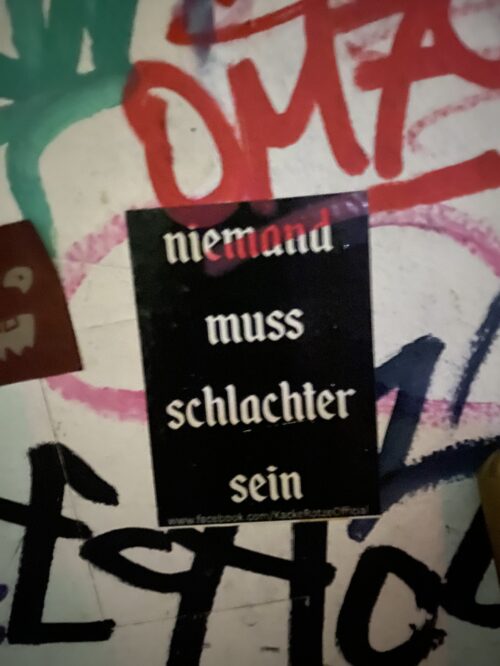 OMA
niemand
muss
schlachter
sein
www.facebook.com/KackeRotzeOfficial